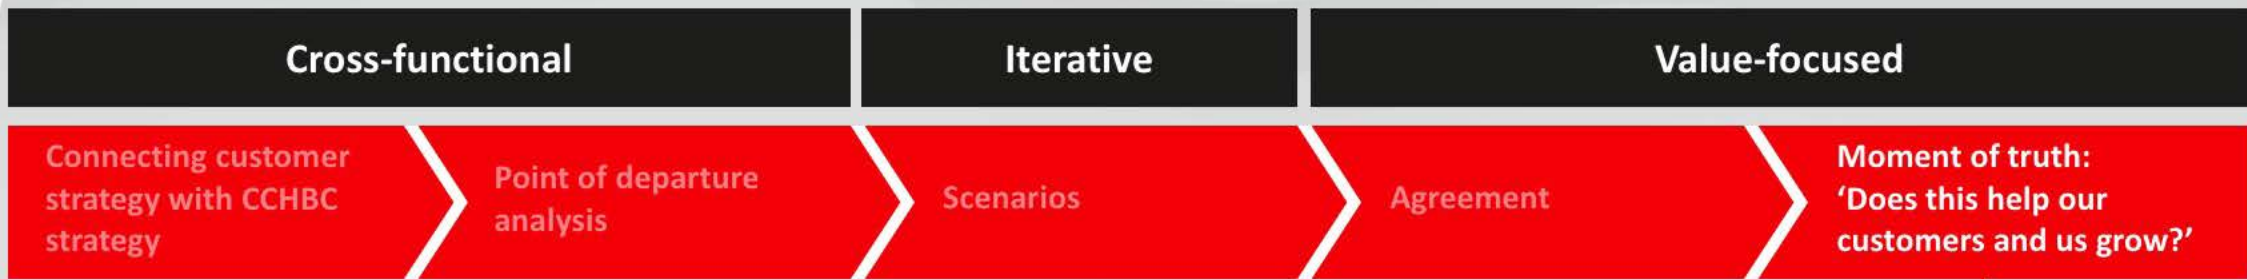 Cross-functional
Iterative
Value-focused
Connecting customer
strategy with CCHBC
strategy
Point of departure
analysis
Scenarios
Agreement
Moment of truth:
‘Does this help our
customers and us grow?’